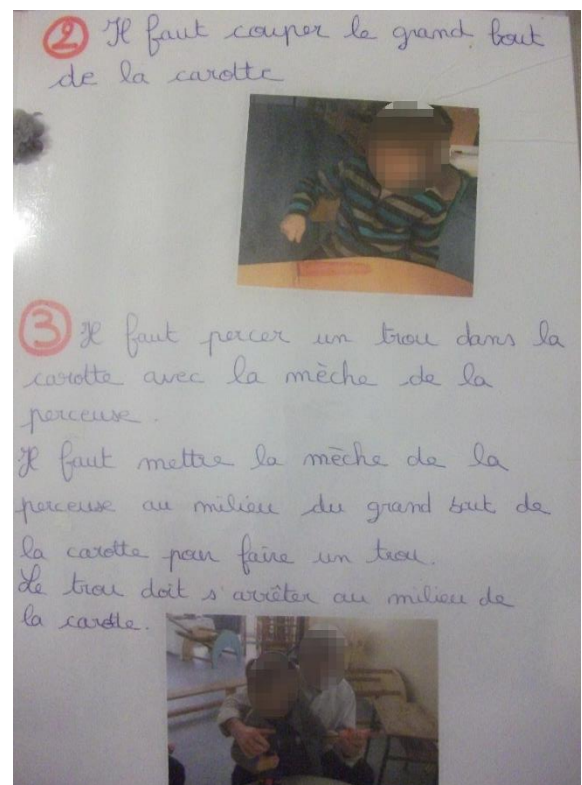 2 Il faut couper le grand bout
de la carotte
3 Il faut percer un trou dans la
carotte avec la mèche de la
perceuse.
Il faut mettre la mèche de la
perceuse au milieu du grand bout de
la carotte pour faire un trou.
Le trou doit s'arrêter au milieu de
la carotte.